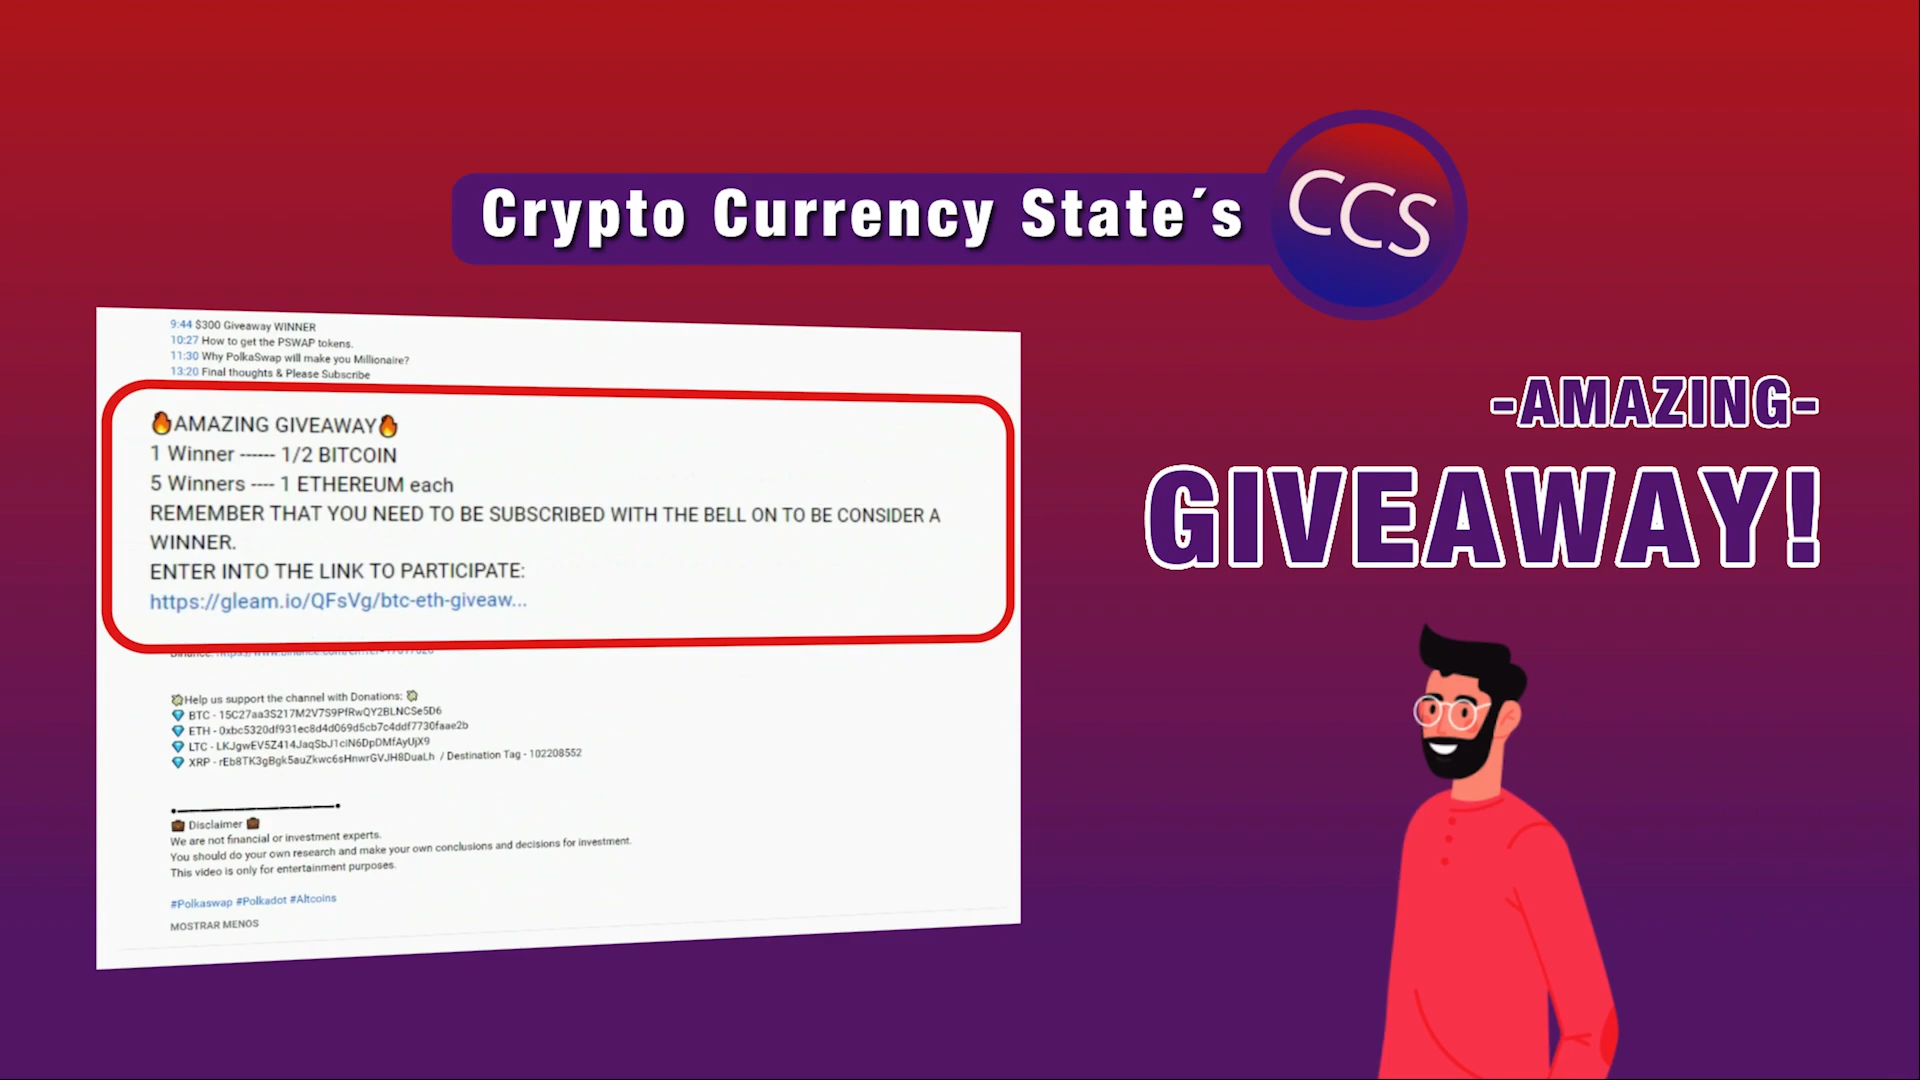 Crypto Currency State´s
CCS
9:44 $300 Giveaway WINNER
10:27 How to get the PSWAP tokens.
11:30 Why PolkaSwap will make you Millionaire?
13:20 Final thoughts & Please Subscribe
🔥AMAZING GIVEAWAY🔥
1 Winner ------ 1/2 BITCOIN
5 Winners ---- 1 ETHEREUM each
REMEMBER THAT YOU NEED TO BE SUBSCRIBED WITH THE BELL ON TO BE CONSIDER A
WINNER.
ENTER INTO THE LINK TO PARTICIPATE:
https://gleam.io/QFsVg/btc-eth-giveaw...
Help us support the channel with Donations:
💎 BTC - 15C27aa3S217M2V7S9PfRwQY2BLNCSe5D6
💎 ETH - 0xbc5320df931ec8d4d069d5cb7c4ddf7730faae2b
💎 LTC - LKJgwEV5Z414JaqSbJ1ciN6DpDMfAyUjX9
💎 XRP - rEb8TK3gBgk5auZkwc6sHnwrGVJH8DuaLh / Destination Tag - 102208552
💼 Disclaimer 💼
We are not financial or investment experts.
You should do your own research and make your own conclusions and decisions for investment.
This video is only for entertainment purposes.
#Polkaswap #Polkadot #Altcoins
MOSTRAR MENOS
-AMAZING-
GIVEAWAY!